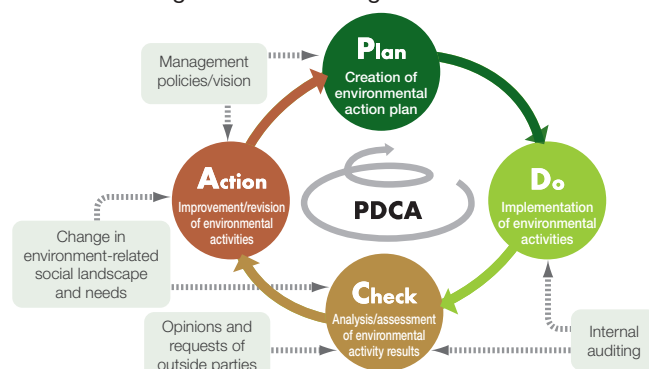 Plan
Creation of
environmental
action plan
Management
policies/vision
Action
Improvement/revision
of environmental
activities
PDCA
Do
Implementation
of environmental
activities
Change in
environment-related
social landscape
and needs
Check
Analysis/assessment
of environmental
activity results
Opinions and
requests of
outside parties
Internal
auditing